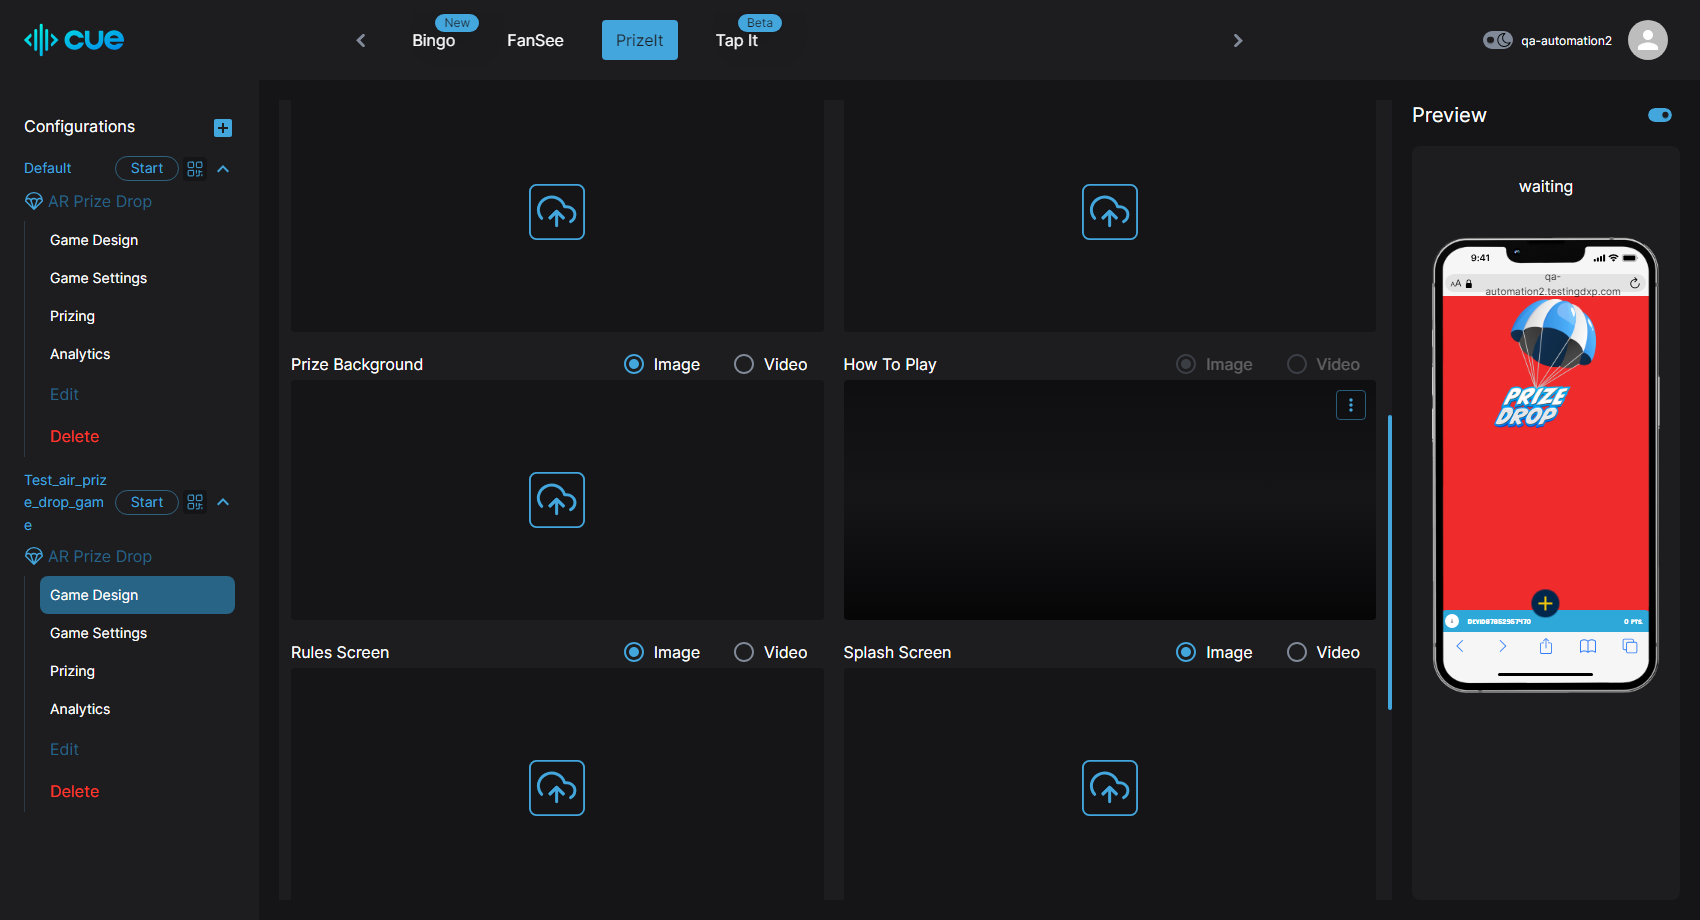 cue
New
Bingo
FanSee
PrizeIt
Beta
Tap It
qa-automation2
Configurations
Default
Start
AR Prize Drop
Game Design
Game Settings
Prizing
Analytics
Edit
Delete
Test_air_priz
e_drop_gam
e
Start
AR Prize Drop
Game Design
Game Settings
Prizing
Analytics
Edit
Delete
Prize Background
Image
Video
How To Play
Image
Video
Rules Screen
Image
Video
Splash Screen
Image
Video
Preview
waiting
9:41
AA
qa-
automation2.testingdxp.com
PRIZE
DROP
0 PTS.